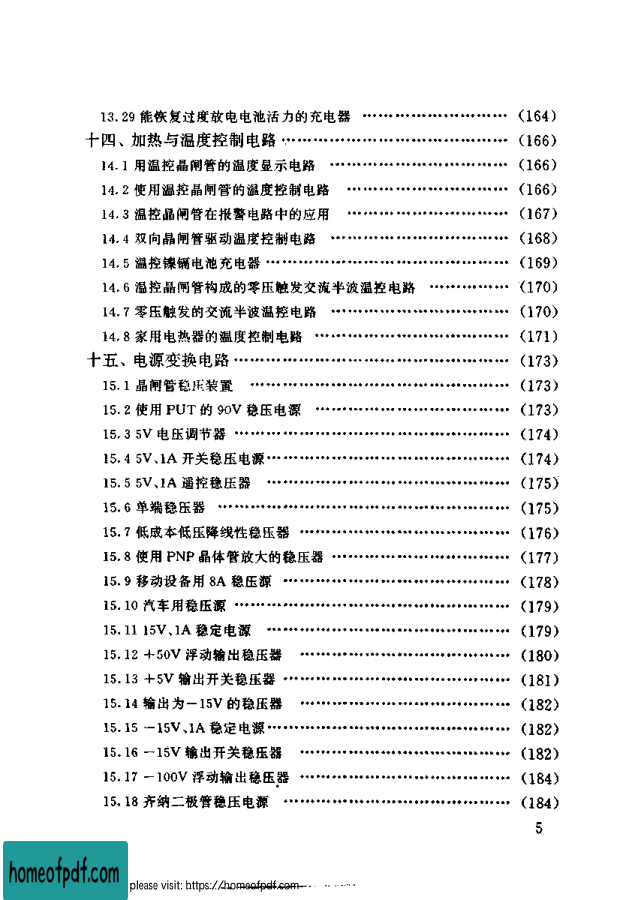 13.29 能恢复过度放电电池活力的充电器 ………………………… (164)
十四、加热与温度控制电路 ………………………… (166)
14.1 用温控晶闸管的温度显示电路 ………………………… (166)
14.2 使用温控晶闸管的温度控制电路 ………………………… (166)
14.3 温控晶闸管在报警电路中的应用 ………………………… (167)
14.4 双向晶闸管驱动温度控制电路 ………………………… (168)
14.5 温控镍镉电池充电器 ………………………… (169)
14.6 温控晶闸管构成的零压触发交流半波温控电路 ……………… (170)
14.7 零压触发的交流半波温控电路 ………………………… (170)
14.8 家用电热器的温度控制电路 ………………………… (171)
十五、电源变换电路 ………………………… (173)
15.1 晶闸管稳压装置 ………………………… (173)
15.2 使用 PUT 的 90V 稳压电源 ………………………… (173)
15.3 5V 电压调节器 ………………………… (174)
15.4 5V、1A 开关稳压电源 ………………………… (174)
15.5 5V、1A 遥控稳压器 ………………………… (175)
15.6 单端稳压器 ………………………… (175)
15.7 低成本低压降线性稳压器 ………………………… (176)
15.8 使用 PNP 晶体管放大的稳压器 ………………………… (177)
15.9 移动设备用 8A 稳压源 ………………………… (178)
15.10 汽车用稳压源 ………………………… (179)
15.11 15V、1A 稳定电源 ………………………… (179)
15.12 +50V 浮动输出稳压器 ………………………… (180)
15.13 +5V 输出开关稳压器 ………………………… (181)
15.14 输出为-15V 的稳压器 ………………………… (182)
15.15 -15V、1A 稳定电源 ………………………… (182)
15.16 -15V 输出开关稳压器 ………………………… (182)
15.17 -100V 浮动输出稳压器 ………………………… (184)
15.18 齐纳二极管稳压电源 ………………………… (184)
5
homeofpdf.com
please visit: https://homeofpdf.com